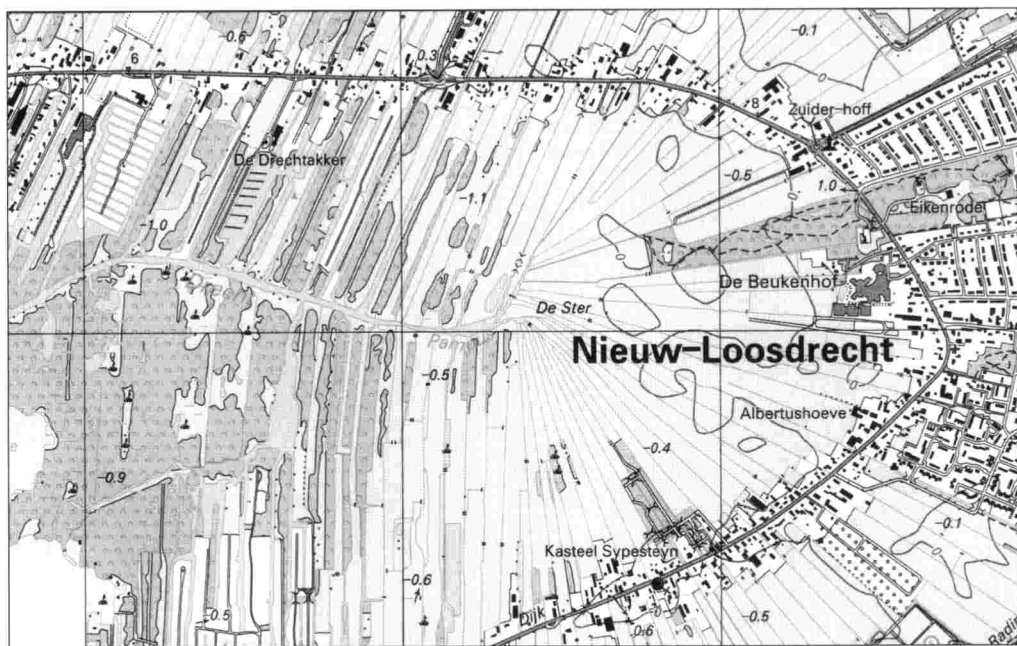 -0.6
-0.1
6
0.3
8
Zuider-hoff
De Drechtakker
-0.5
1.0
-1.1
Eikenrode
-1.0
De Beukenhof
Drecht
De Ster
Nieuw-Loosdrecht
-0.5
Albertushoeve
-0.4
-0.9
-0.1
Kasteel Sypesteyn
-0.6
Dijk
-0.5
0.6
-0.5